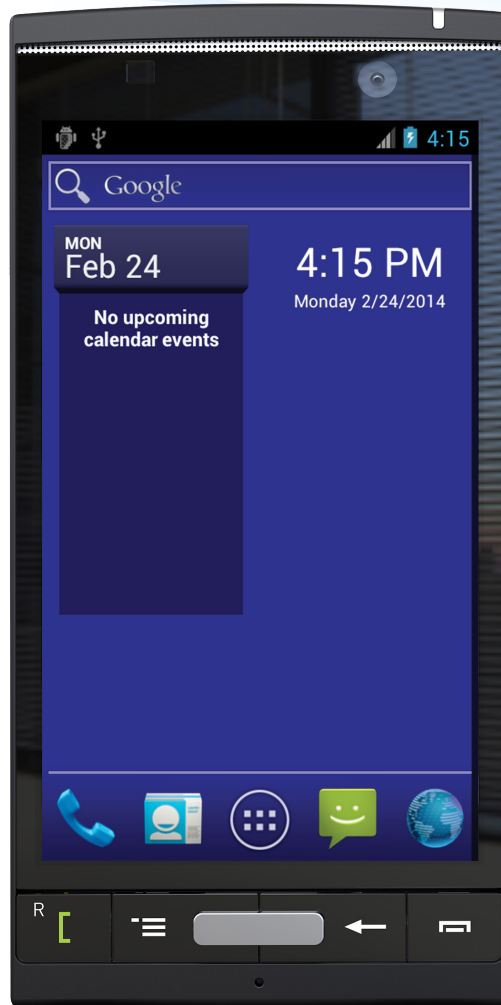 4:15
Google
MON
Feb 24
No upcoming
calendar events
4:15 PM
Monday 2/24/2014
R